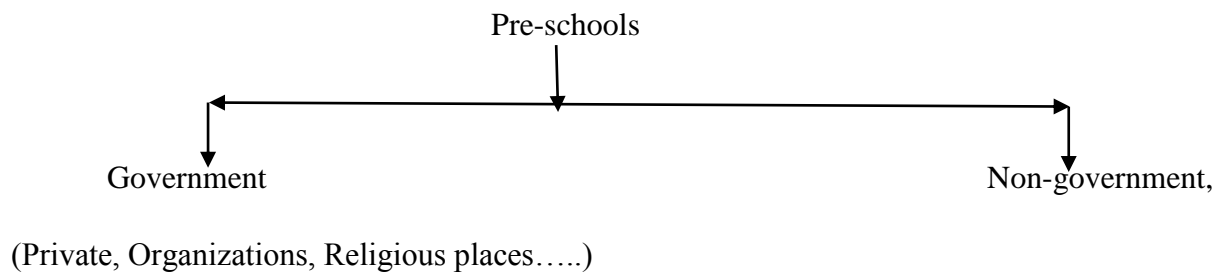 Pre-schools
Government Non-government,
(Private, Organizations, Religious places…..)